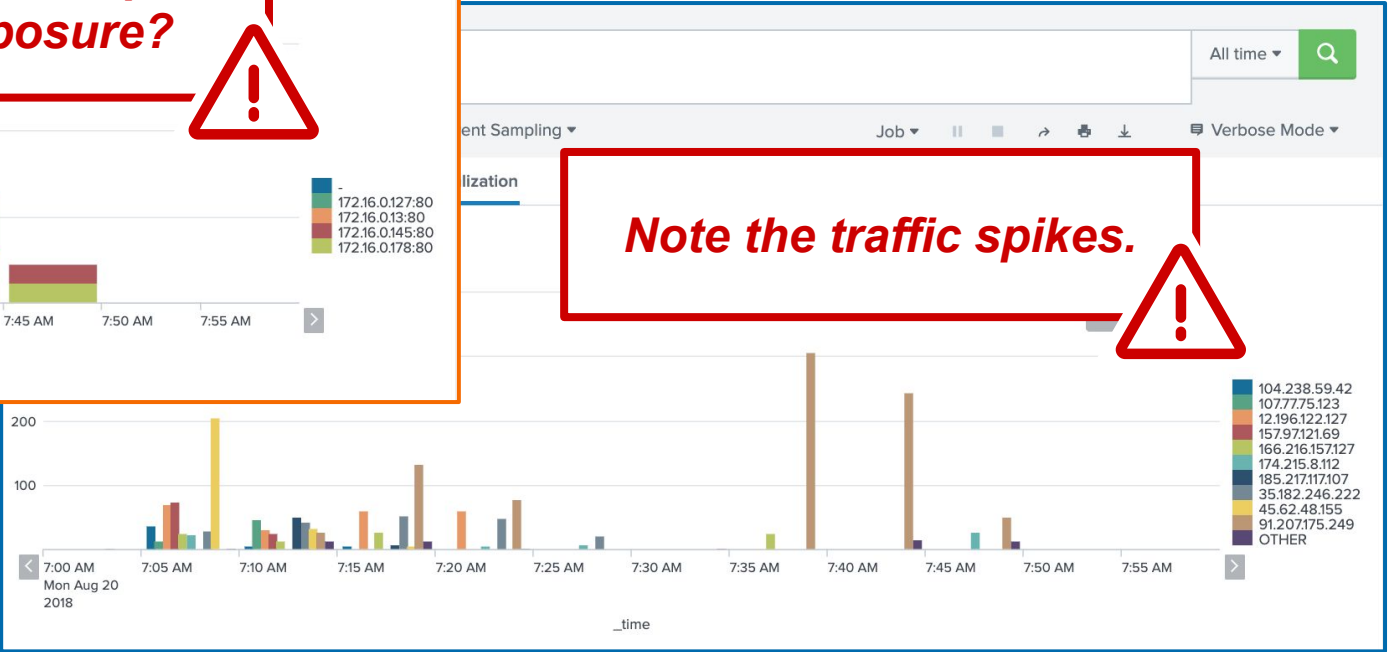 posure?
7:45 AM
7:50 AM
7:55 AM
-
172.16.0.127:80
172.16.0.13:80
172.16.0.145:80
172.16.0.178:80
All time
ent Sampling
Job
Verbose Mode
lization
Note the traffic spikes.
200
100
7:00 AM
Mon Aug 20
2018
7:05 AM
7:10 AM
7:15 AM
7:20 AM
7:25 AM
7:30 AM
7:35 AM
7:40 AM
7:45 AM
7:50 AM
7:55 AM
_time
104.238.59.42
107.77.75.123
12.196.122.127
157.97.121.69
166.216.157.127
174.215.8.112
185.217.117.107
35.182.246.222
45.62.48.155
91.207.175.249
OTHER